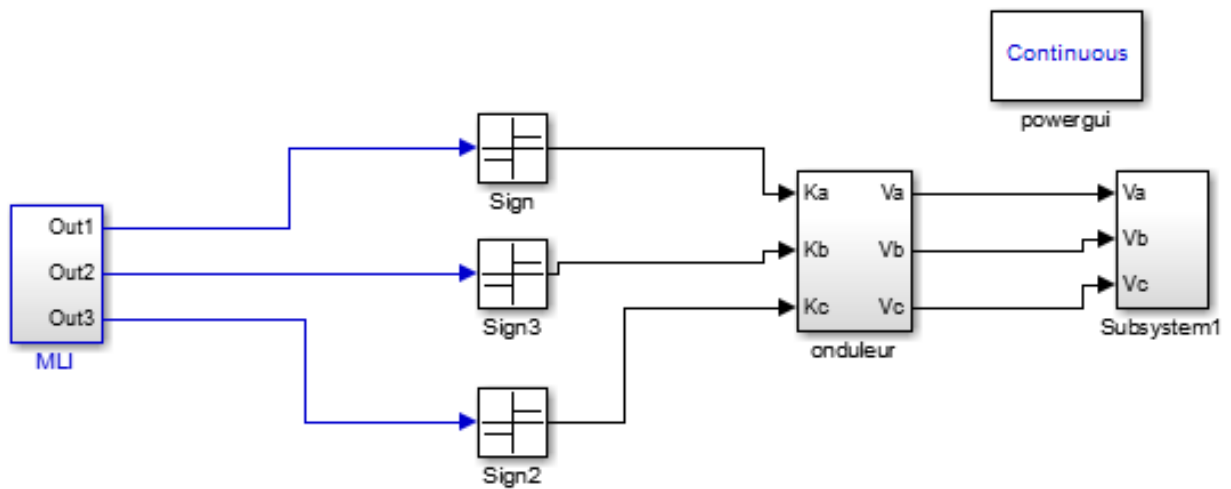 Continuous
powergui
Sign
Out1
Out2
Out3
MLI
Sign3
Sign2
Ka
Va
Kb
Vb
Kc
Vc
onduleur
Va
Vb
Vc
Subsystem1